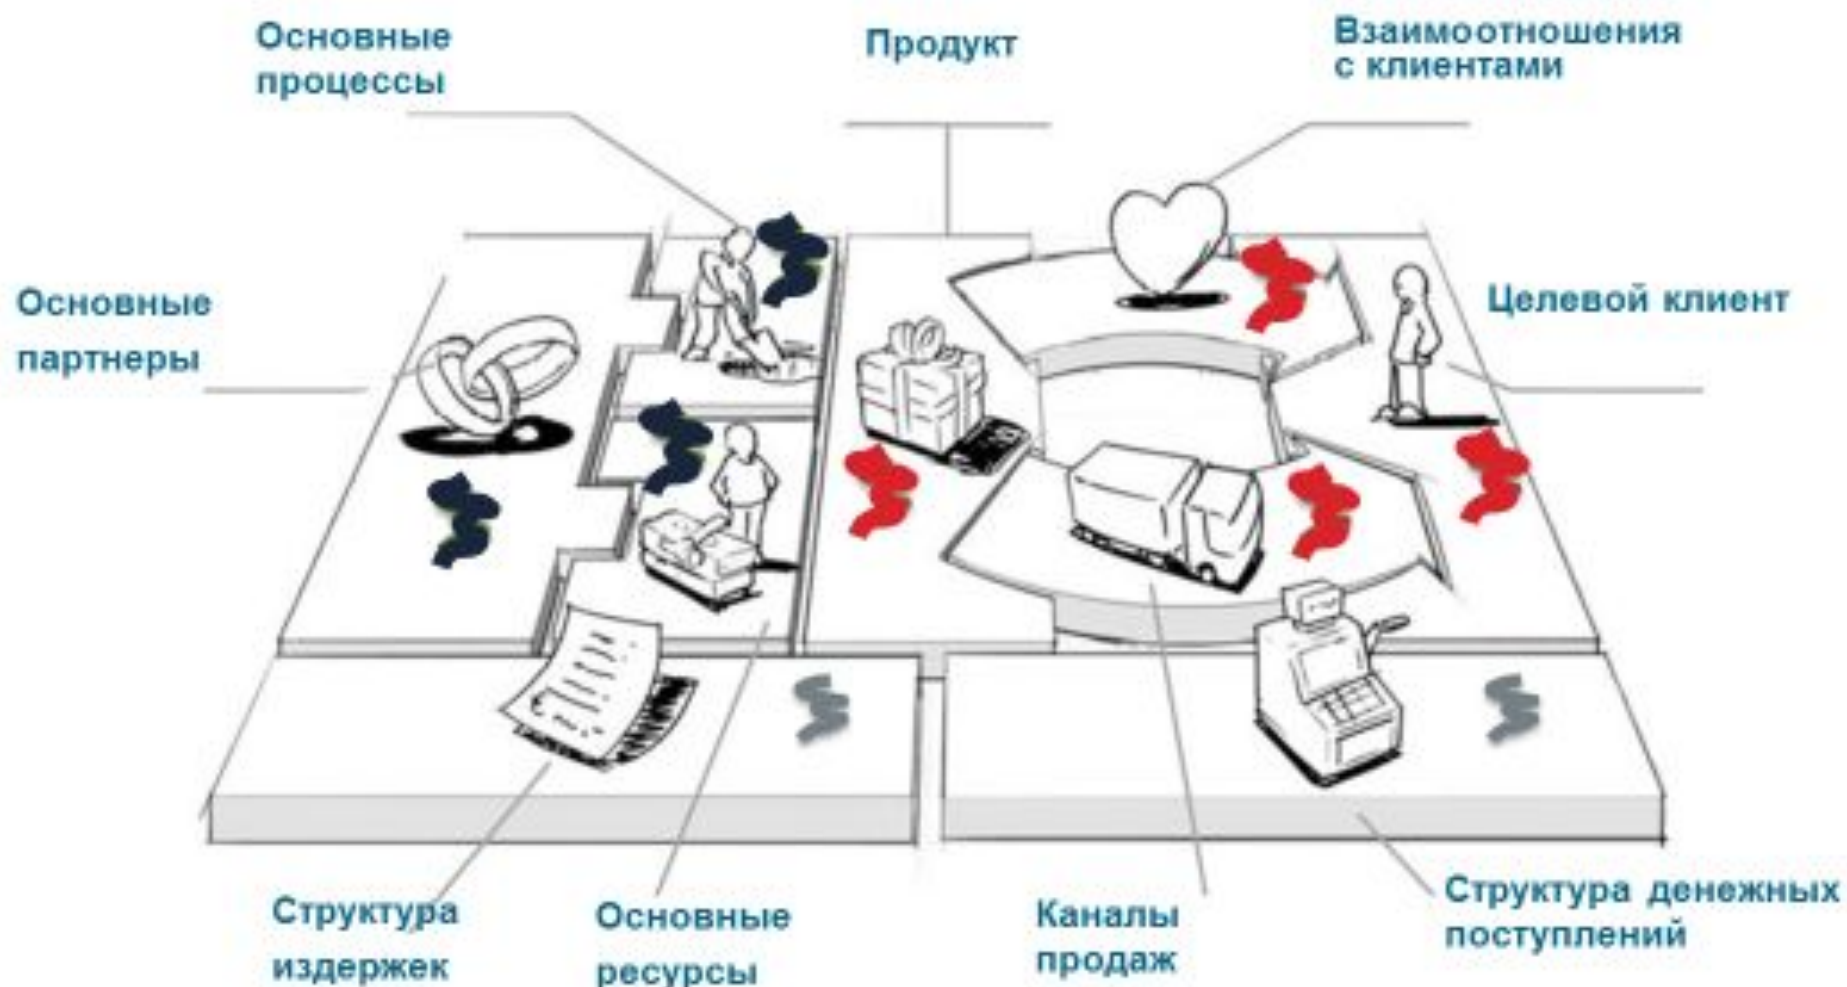 Основные
процессы
Продукт
Взаимоотношения
с клиентами
Основные
партнеры
Целевой клиент
Структура
издержек
Основные
ресурсы
Каналы
продаж
Структура денежных
поступлений